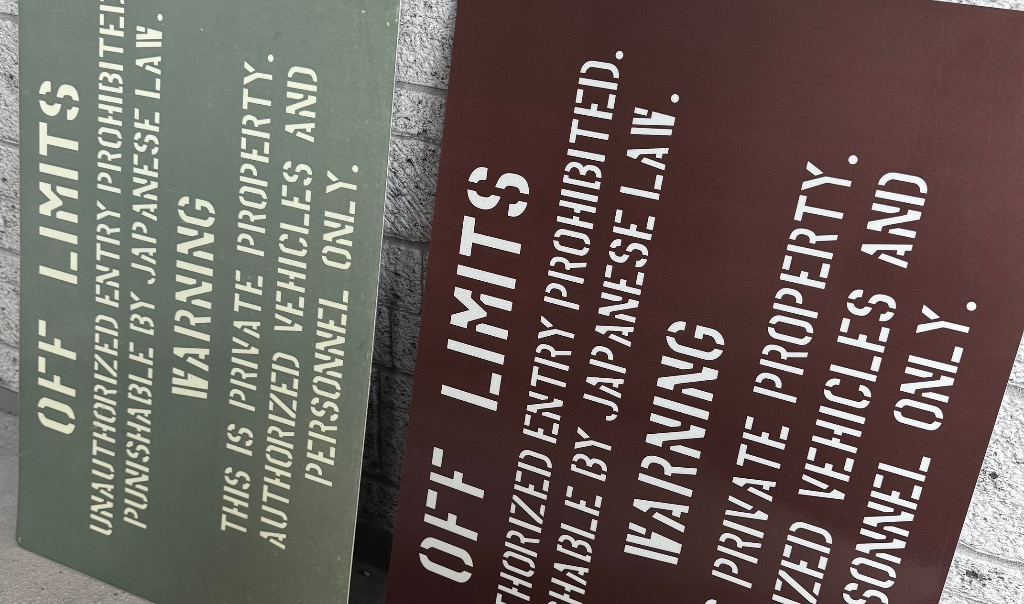 OFF LIMITS
UNAUTHORIZED ENTRY PROHIBITED
PUNISHABLE BY JAPANESE LAW.
WARNING
THIS IS PRIVATE PROPERTY.
AUTHORIZED VEHICLES AND
PERSONNEL ONLY.
OFF LIMITS
THORIZED ENTRY PROHIBITED.
SHABLE BY JAPANESE LAW.
WARNING
PRIVATE PROPERTY.
IZED VEHICLES AND
SONNEL ONLY.